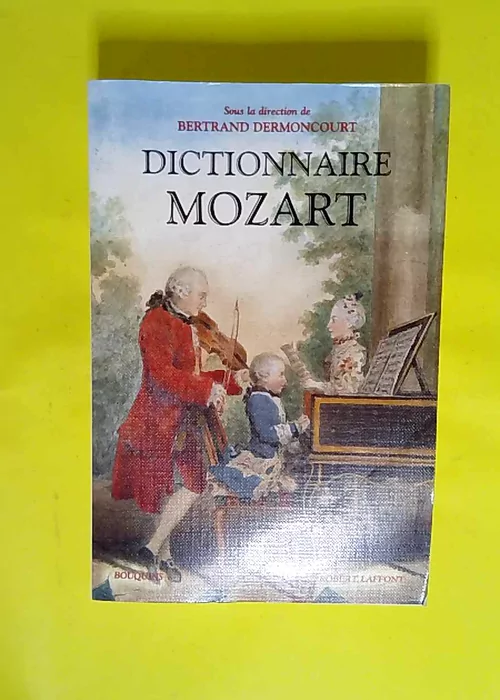 Sous la direction de
BERTRAND DERMONCOURT
DICTIONNAIRE
MOZART
BOUQUINS
ROBERT LAFFONT